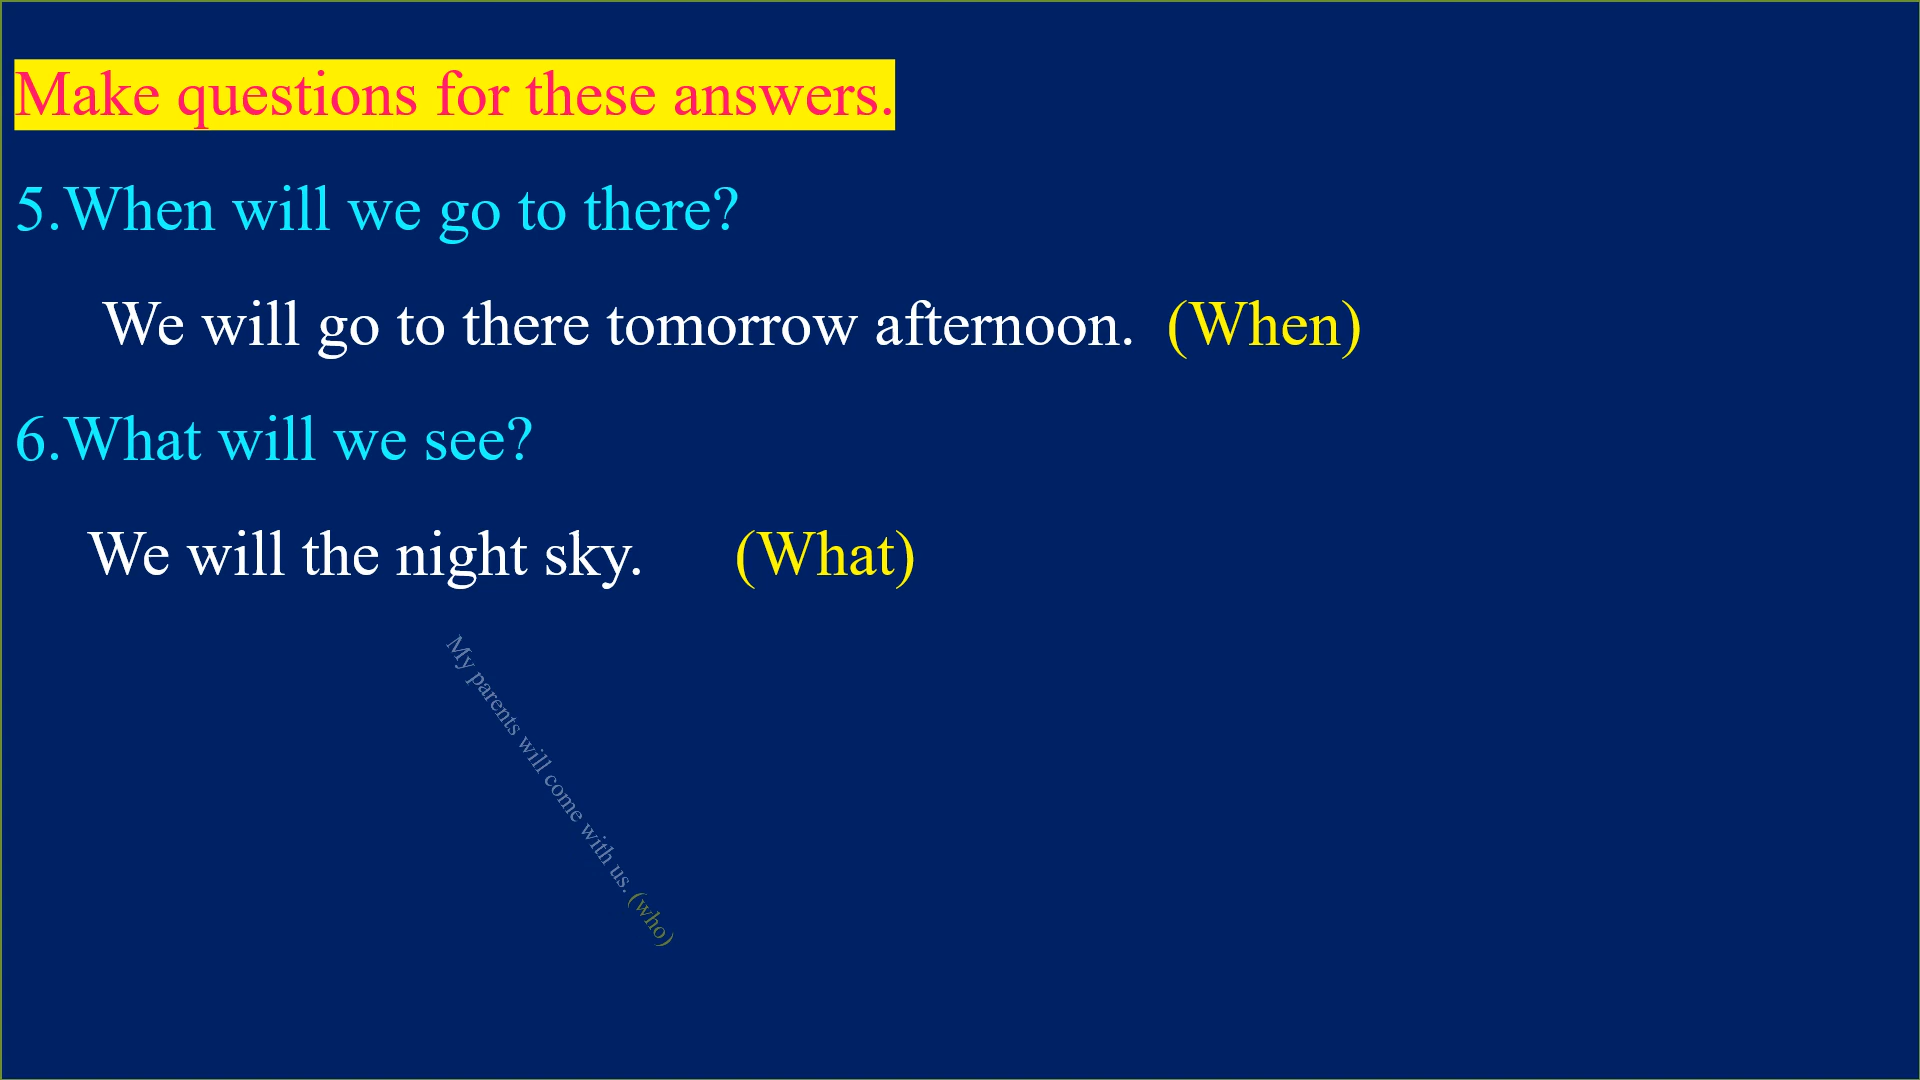 Make questions for these answers.
5.When will we go to there?
We will go to there tomorrow afternoon. (When)
6.What will we see?
We will the night sky. (What)
My parents will come with us. (who)